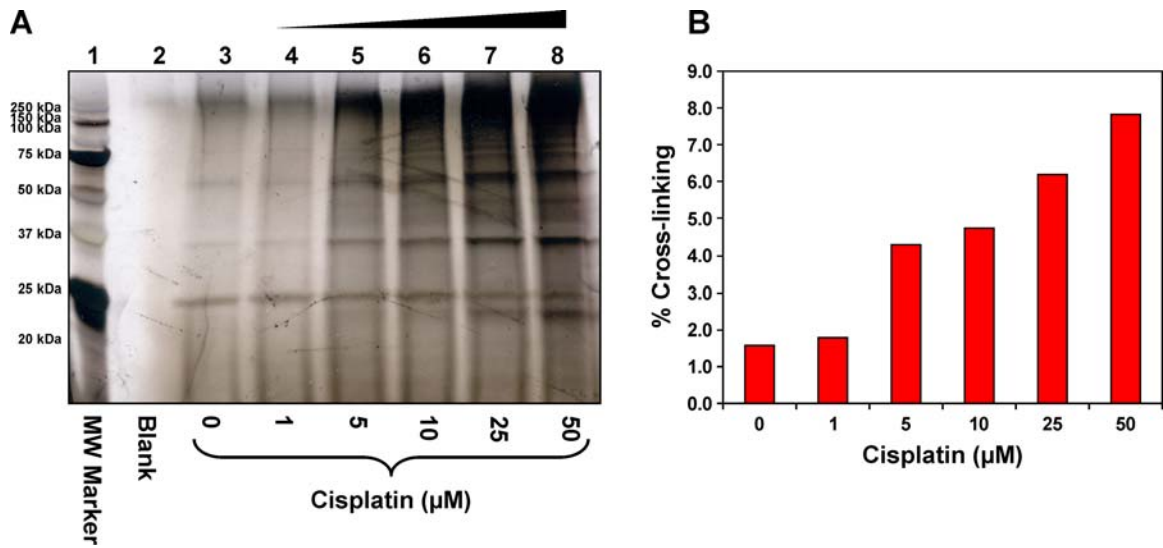 A
1 2 3 4 5 6 7 8
250 kDa
150 kDa
100 kDa
75 kDa
50 kDa
37 kDa
25 kDa
20 kDa
MW Marker
Blank
0 1 5 10 25 50
Cisplatin (µM)
B
9.0
8.0
7.0
6.0
5.0
4.0
3.0
2.0
1.0
0.0
% Cross-linking
0 1 5 10 25 50
Cisplatin (µM)